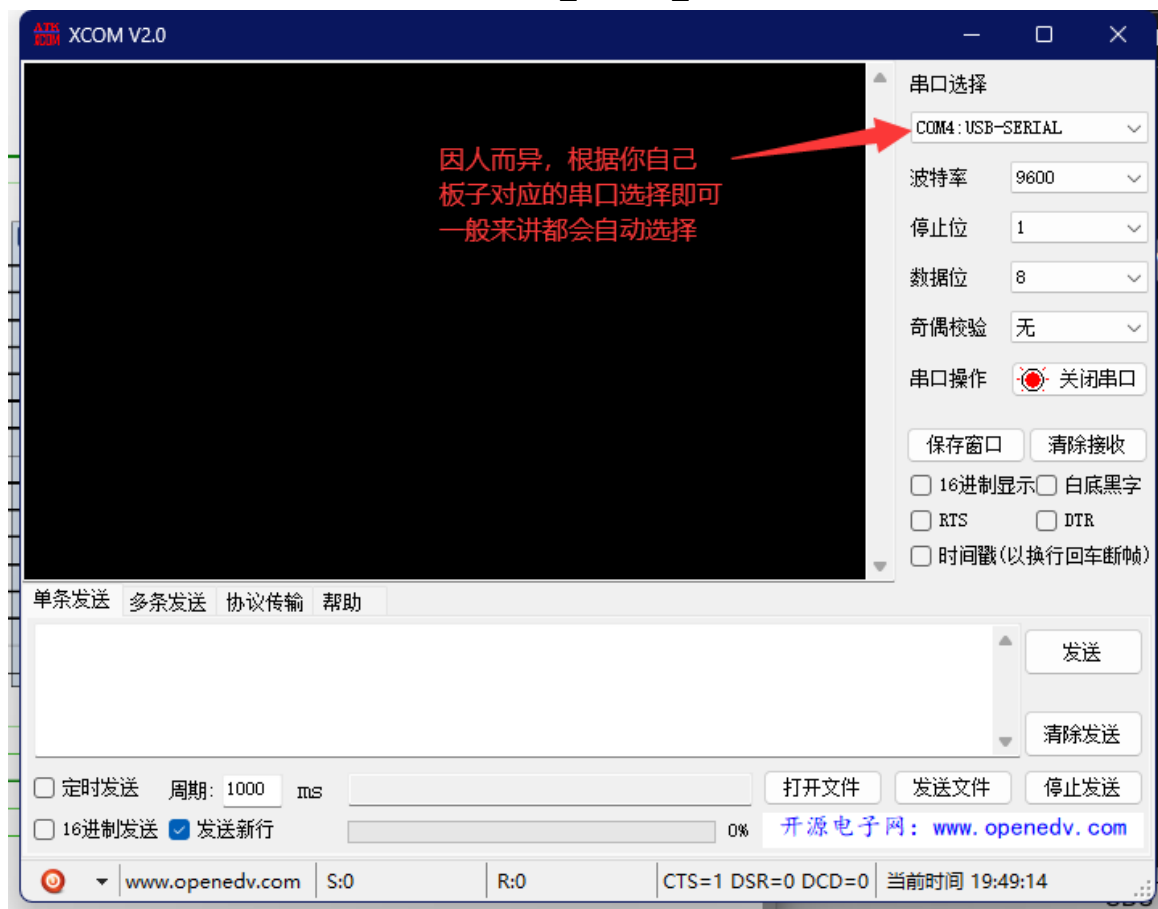 ATK
XCOM
XCOM V2.0
串口选择
COM4:USB-SERIAL
因人而异，根据你自己
板子对应的串口选择即可
一般来讲都会自动选择
波特率 9600
停止位 1
数据位 8
奇偶校验 无
串口操作 关闭串口
保存窗口 清除接收
16进制显示 白底黑字
RTS DTR
时间戳(以换行回车断帧)
单条发送 多条发送 协议传输 帮助
发送
清除发送
定时发送 周期: 1000 ms 打开文件 发送文件 停止发送
16进制发送 发送新行 0% 开源电子网: www.openedv.com
www.openedv.com S:0 R:0 CTS=1 DSR=0 DCD=0 当前时间 19:49:14